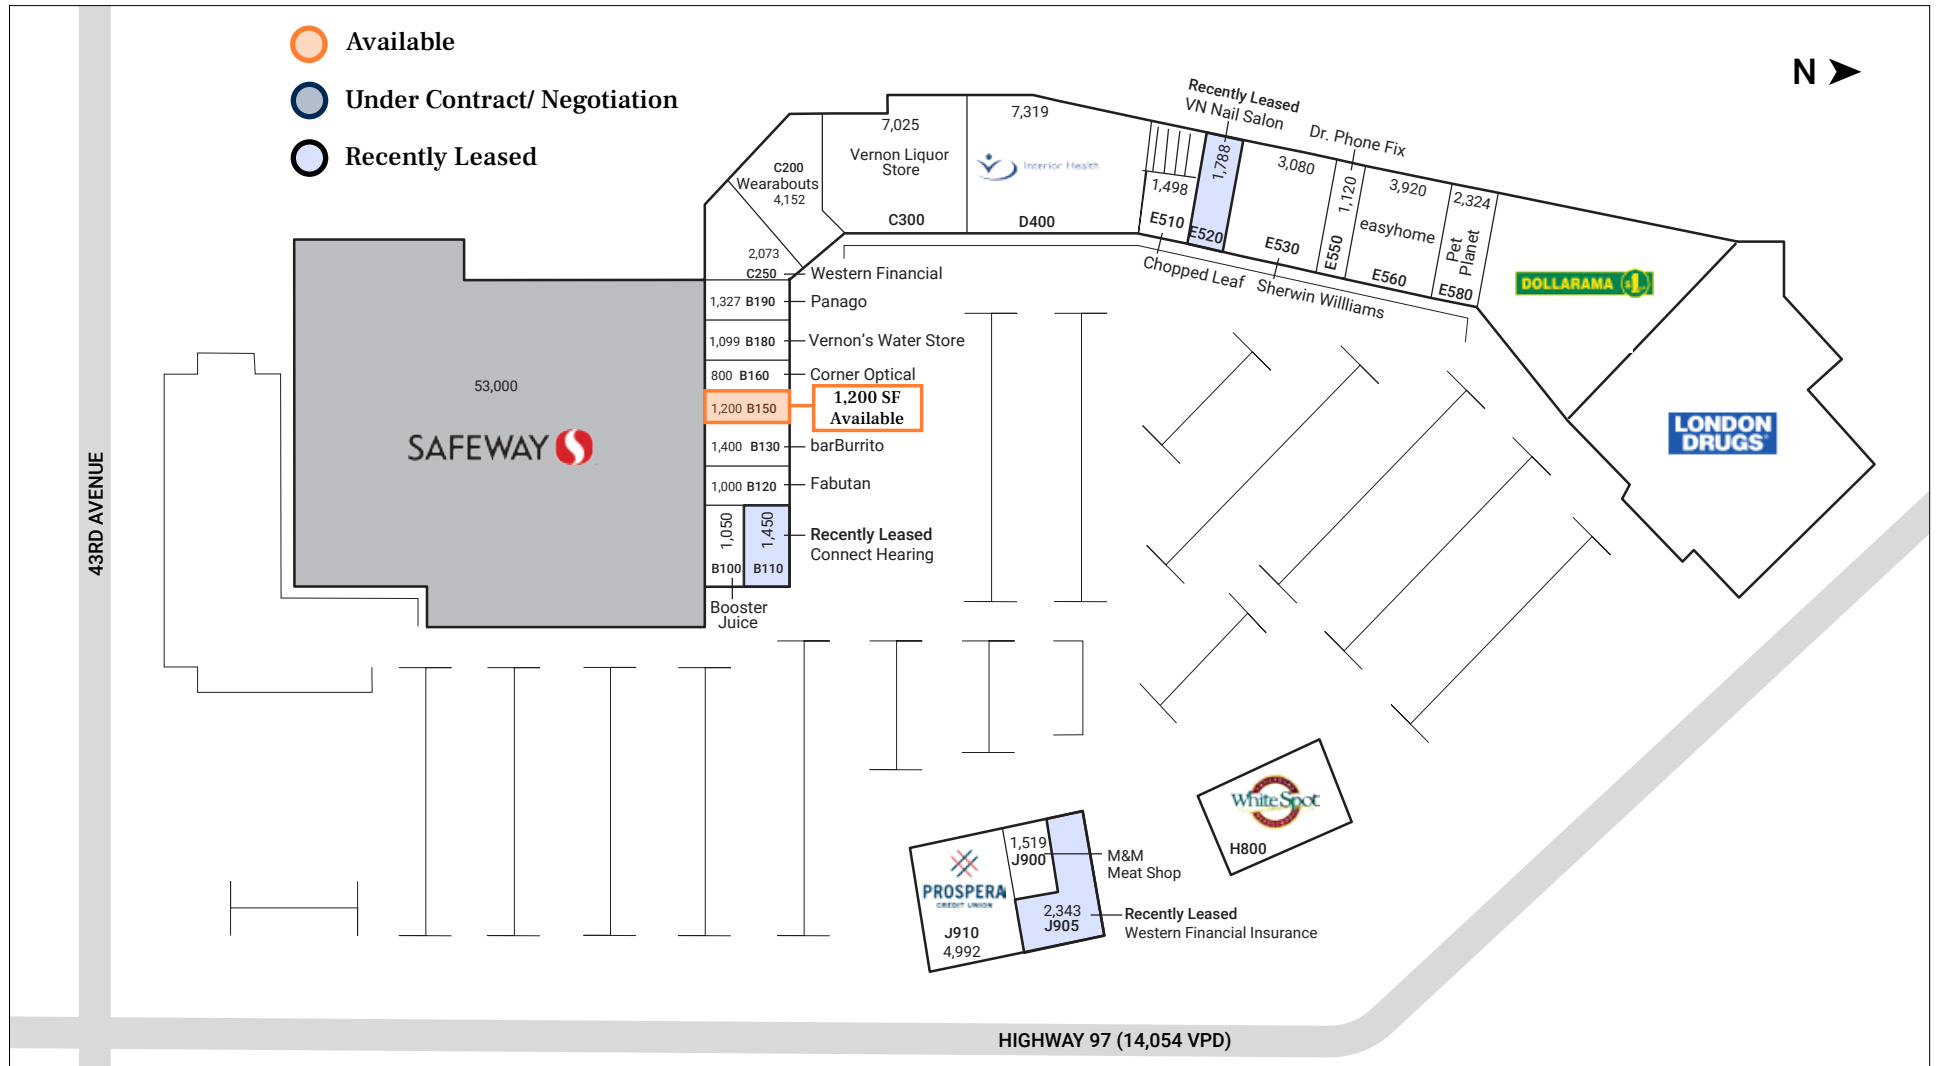 Available
Under Contract/ Negotiation
Recently Leased
N
43RD AVENUE
HIGHWAY 97 (14,054 VPD)
53,000
SAFEWAY
C200
Wearabouts
4,152
2,073
C250
Western Financial
1,327 B190
Panago
1,099 B180
Vernon's Water Store
800 B160
Corner Optical
1,200 B150
1,200 SF
Available
1,400 B130
barBurrito
1,000 B120
Fabutan
1,050
B100
Booster
Juice
1,450
B110
Recently Leased
Connect Hearing
7,025
Vernon Liquor
Store
C300
7,319
Interior Health
D400
1,498
E510
Chopped Leaf
Recently Leased
VN Nail Salon
1,788
E520
3,080
E530
Sherwin Willliams
Dr. Phone Fix
1,120
E550
3,920
easyhome
E560
2,324
Pet
Planet
E580
DOLLARAMA $1
LONDON
DRUGS
White Spot
H800
PROSPERA
CREDIT UNION
J910
4,992
1,519
J900
M&M
Meat Shop
2,343
J905
Recently Leased
Western Financial Insurance